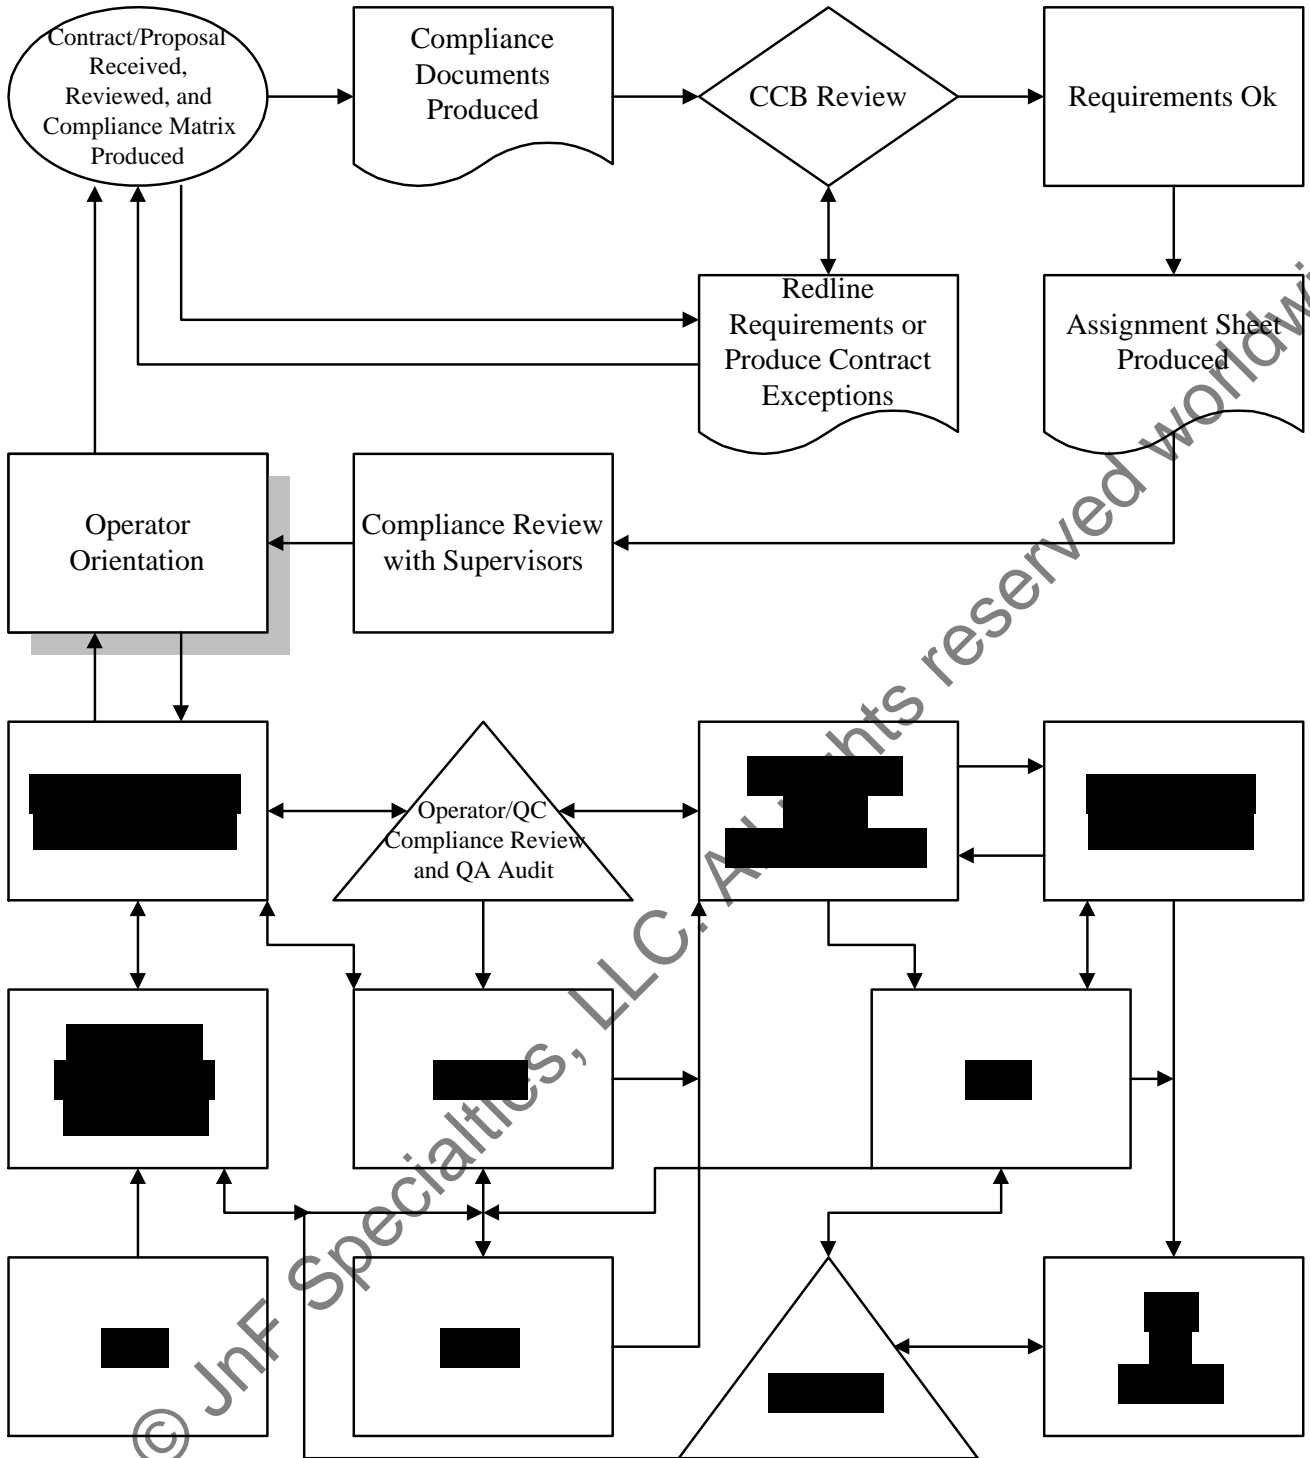 Contract/Proposal
Received,
Reviewed, and
Compliance Matrix
Produced
Compliance
Documents
Produced
CCB Review
Requirements Ok
Redline
Requirements or
Produce Contract
Exceptions
Assignment Sheet
Produced
Operator
Orientation
Compliance Review
with Supervisors
Operator/QC
Compliance Review
and QA Audit
© JnF Specialties, LLC. All rights reserved